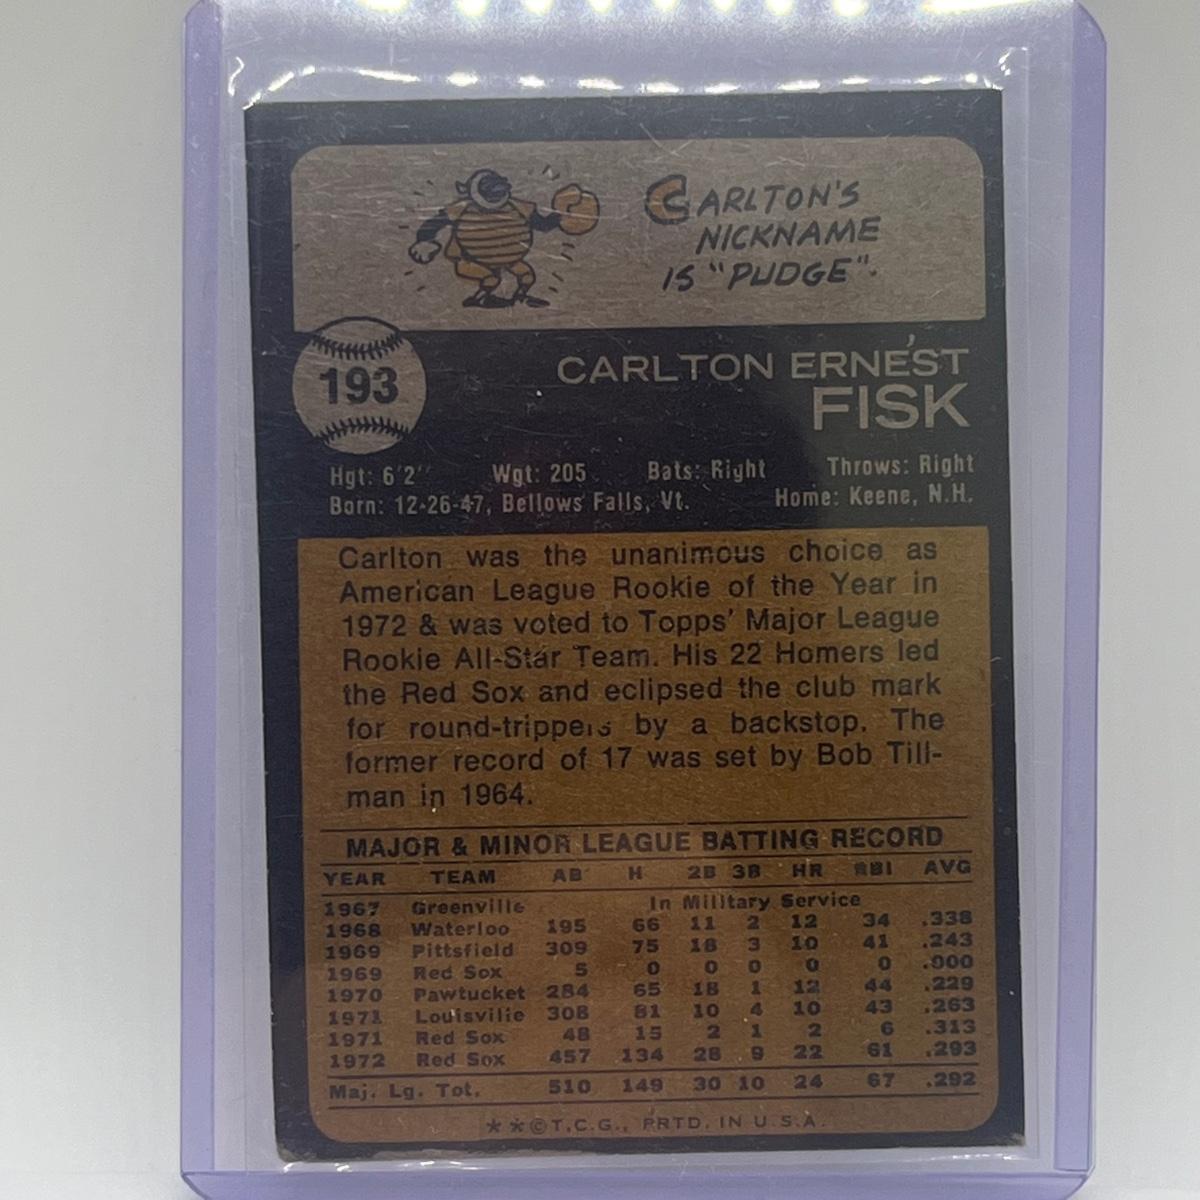 CARLTON'S
NICKNAME
IS "PUDGE".
193
CARLTON ERNEST
FISK
Hgt: 6'2" Wgt: 205 Bats: Right Throws: Right
Born: 12-26-47, Bellows Falls, Vt. Home: Keene, N.H.
Carlton was the unanimous choice as
American League Rookie of the Year in
1972 & was voted to Topps' Major League
Rookie All-Star Team. His 22 Homers led
the Red Sox and eclipsed the club mark
for round-trippers by a backstop. The
former record of 17 was set by Bob Till-
man in 1964.
MAJOR & MINOR LEAGUE BATTING RECORD
YEAR TEAM AB H 2B 3B HR RBI AVG
1967 Greenville In Military Service
1968 Waterloo 195 66 11 2 12 34 .338
1969 Pittsfield 309 75 18 3 10 41 .243
1969 Red Sox 5 0 0 0 0 0 .000
1970 Pawtucket 284 65 18 1 12 44 .229
1971 Louisville 308 81 10 4 10 43 .263
1971 Red Sox 48 15 2 1 2 6 .313
1972 Red Sox 457 134 28 9 22 61 .293
Maj. Lg. Tot. 510 149 30 10 24 67 .292
**©T.C.G., PRTD. IN U.S.A.